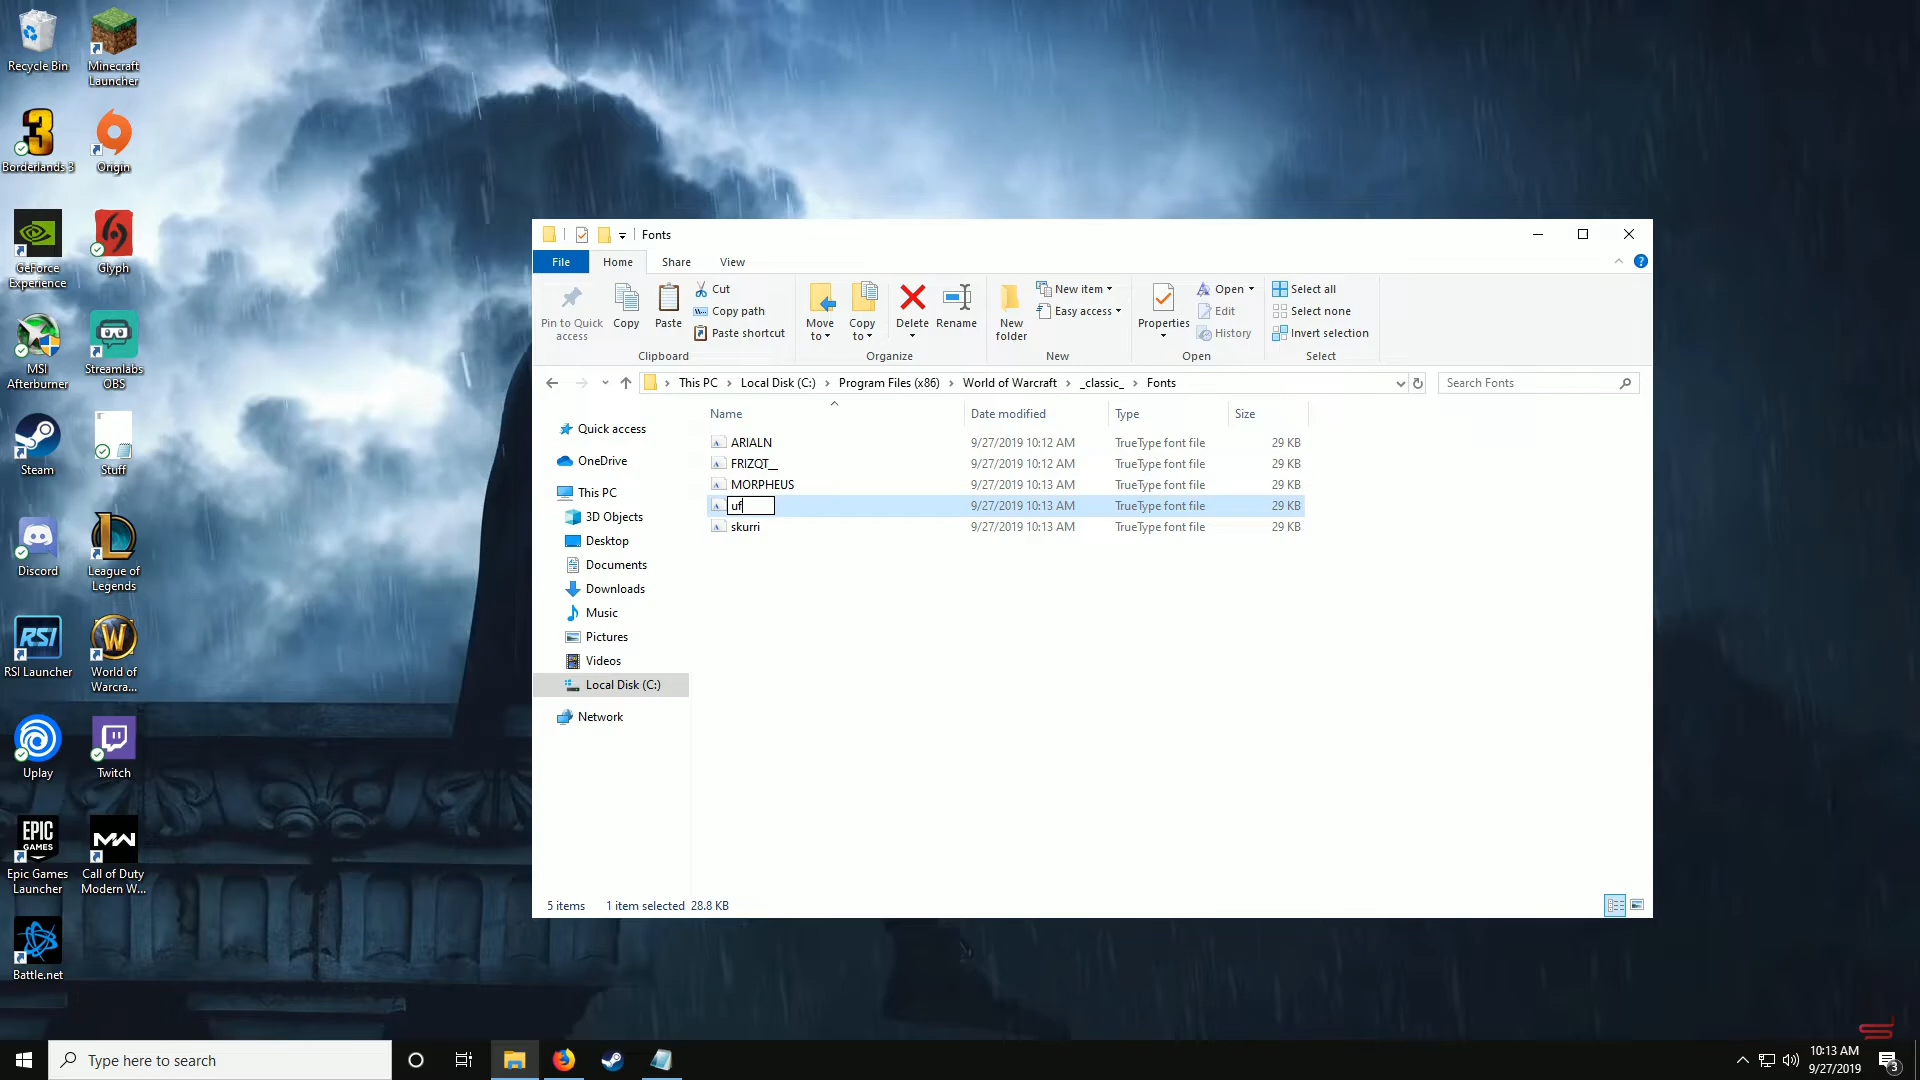 Recycle Bin
Minecraft
Launcher
3
Borderlands 3
Origin
GeForce
Experience
Glyph
MSI
Afterburner
Streamlabs
OBS
Steam
Stuff
Discord
League of
Legends
RSI
RSI Launcher
W
World of
Warcra...
Uplay
Twitch
EPIC
GAMES
Epic Games
Launcher
MW
Call of Duty
Modern W...
Battle.net
Fonts
File
Home
Share
View
?
Pin to Quick
access
Copy
Paste
Cut
Copy path
Paste shortcut
Clipboard
Move
to
Copy
to
Delete
Rename
Organize
New
folder
New item
Easy access
New
Properties
Open
Edit
History
Open
Select all
Select none
Invert selection
Select
This PC
Local Disk (C:)
Program Files (x86)
World of Warcraft
_classic_
Fonts
Search Fonts
Quick access
OneDrive
This PC
3D Objects
Desktop
Documents
Downloads
Music
Pictures
Videos
Local Disk (C:)
Network
Name Date modified Type Size
ARIALN 9/27/2019 10:12 AM TrueType font file 29 KB
FRIZQT__ 9/27/2019 10:12 AM TrueType font file 29 KB
MORPHEUS 9/27/2019 10:13 AM TrueType font file 29 KB
uf 9/27/2019 10:13 AM TrueType font file 29 KB
skurri 9/27/2019 10:13 AM TrueType font file 29 KB
5 items 1 item selected 28.8 KB
Type here to search
10:13 AM
9/27/2019
3